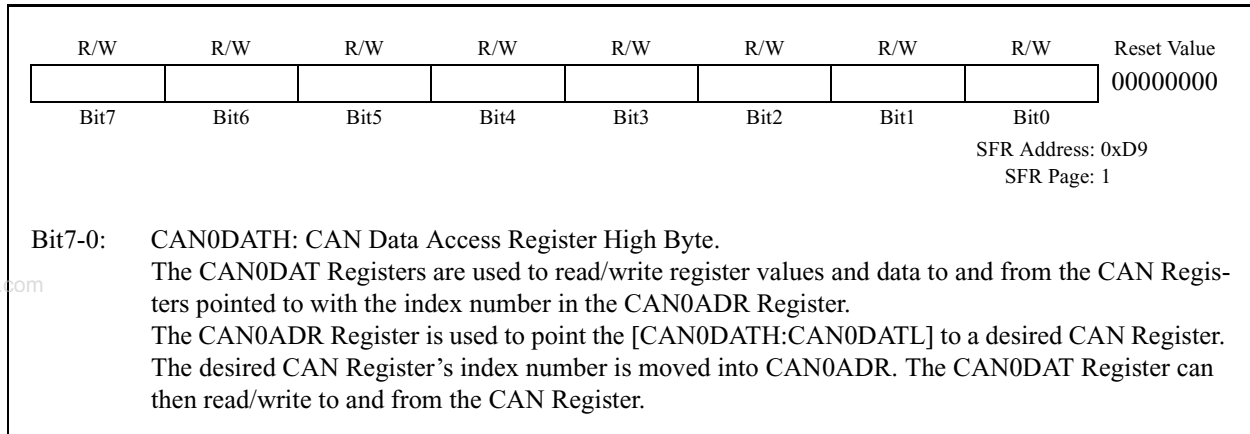 R/W R/W R/W R/W R/W R/W R/W R/W Reset Value
00000000
Bit7 Bit6 Bit5 Bit4 Bit3 Bit2 Bit1 Bit0
SFR Address: 0xD9
SFR Page: 1
Bit7-0: CAN0DATH: CAN Data Access Register High Byte.
The CAN0DAT Registers are used to read/write register values and data to and from the CAN Regis-
.com
ters pointed to with the index number in the CAN0ADR Register.
The CAN0ADR Register is used to point the [CAN0DATH:CAN0DATL] to a desired CAN Register.
The desired CAN Register’s index number is moved into CAN0ADR. The CAN0DAT Register can
then read/write to and from the CAN Register.